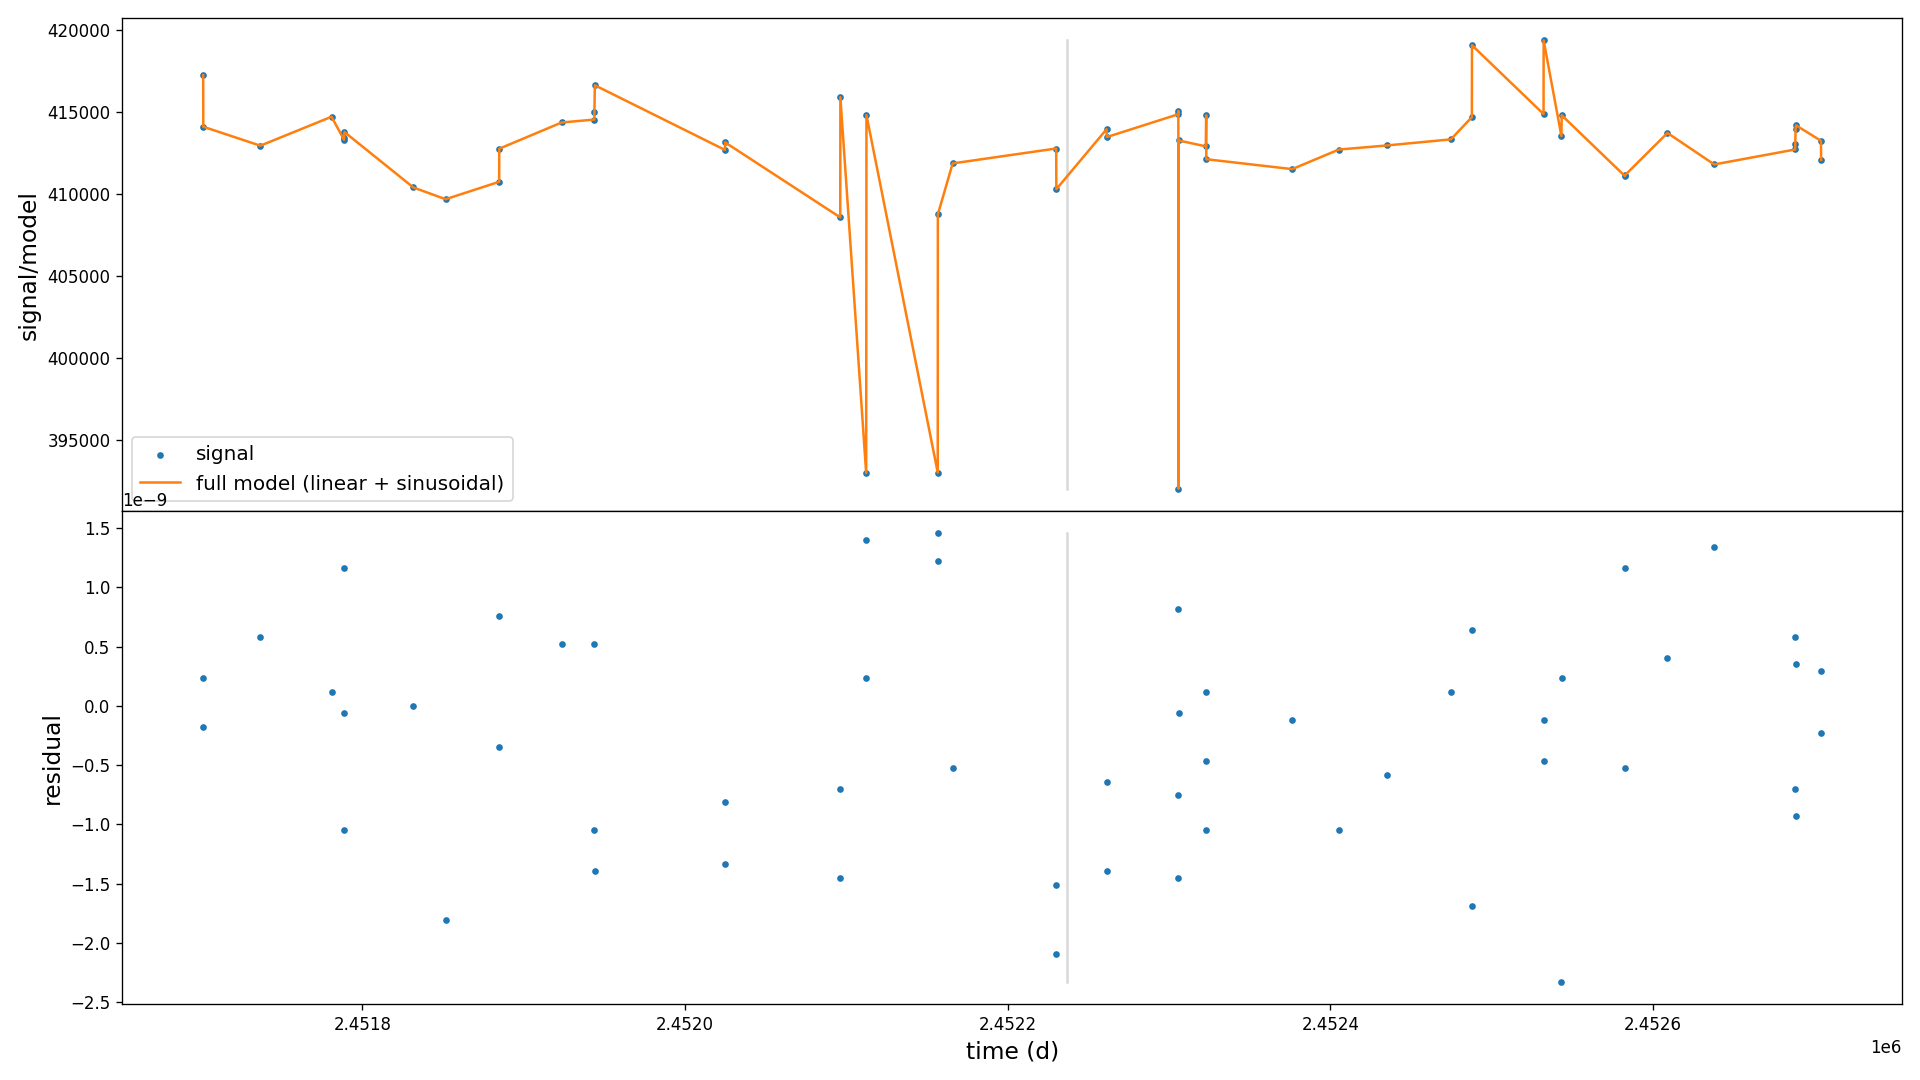 420000
415000
410000
405000
400000
395000
signal/model
signal
full model (linear + sinusoidal)
1e−9
1.5
1.0
0.5
0.0
−0.5
−1.0
−1.5
−2.0
−2.5
residual
2.4518
2.4520
2.4522
2.4524
2.4526
time (d)
1e6